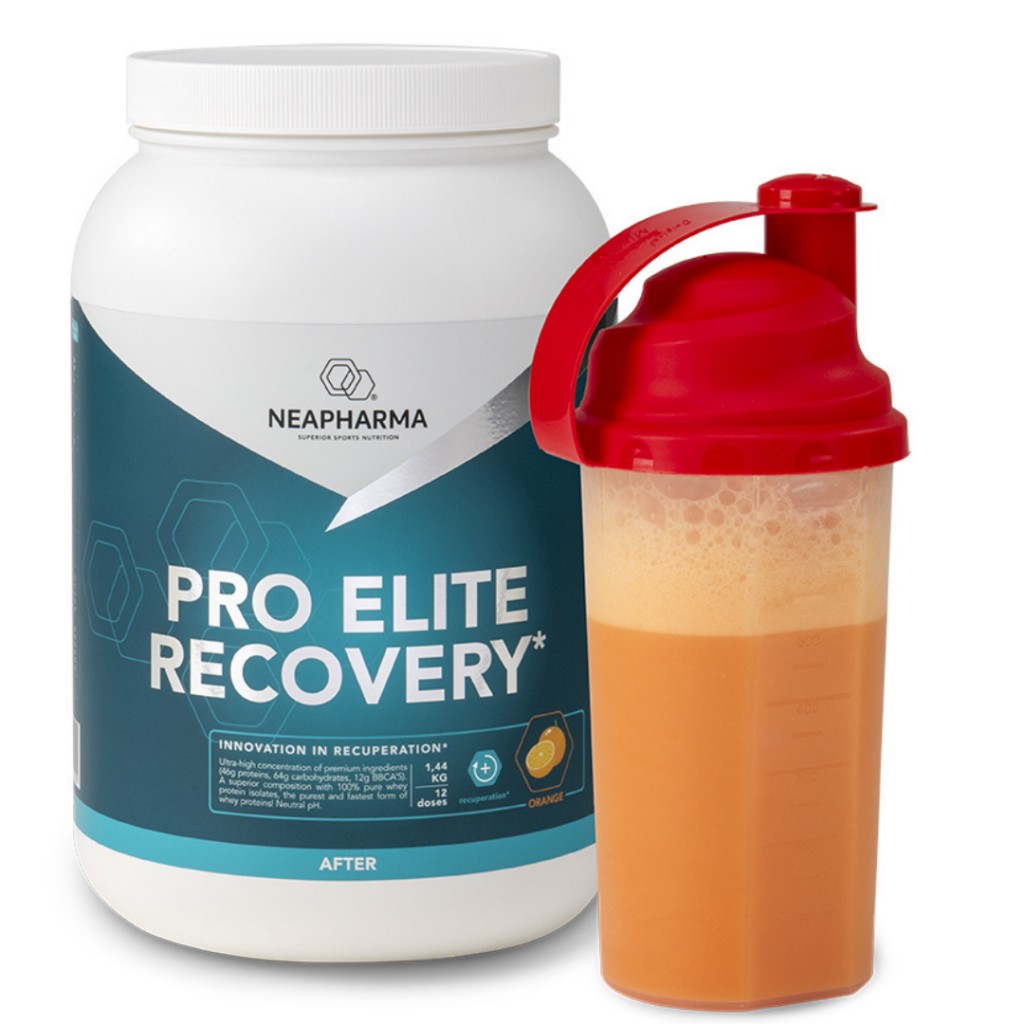 NEAPHARMA
SUPERIOR SPORTS NUTRITION
PRO ELITE
RECOVERY*
INNOVATION IN RECUPERATION*
Ultra-high concentration of premium ingredients
(46g proteins, 64g carbohydrates, 12g BBCA'S).
A superior composition with 100% pure whey
protein isolates, the purest and fastest form of
whey proteins! Neutral pH.
1,44
KG
12
doses
recuperation*
ORANGE
AFTER
500
400